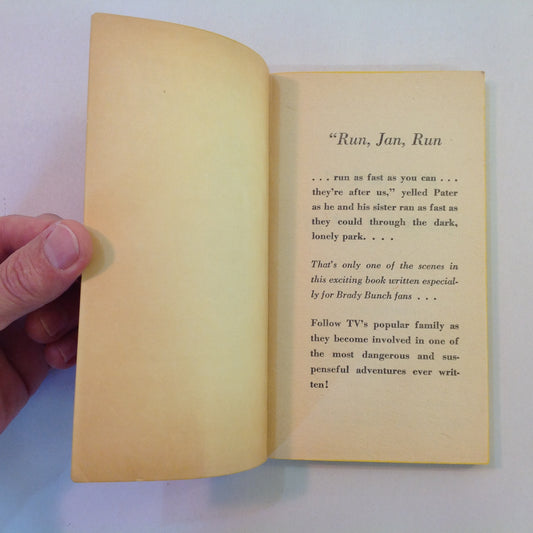 “Run, Jan, Run
. . . run as fast as you can . . .
they're after us,” yelled Pater
as he and his sister ran as fast as
they could through the dark,
lonely park. . . .
That's only one of the scenes in
this exciting book written especial-
ly for Brady Bunch fans . . .
Follow TV's popular family as
they become involved in one of
the most dangerous and sus-
penseful adventures ever writ-
ten!